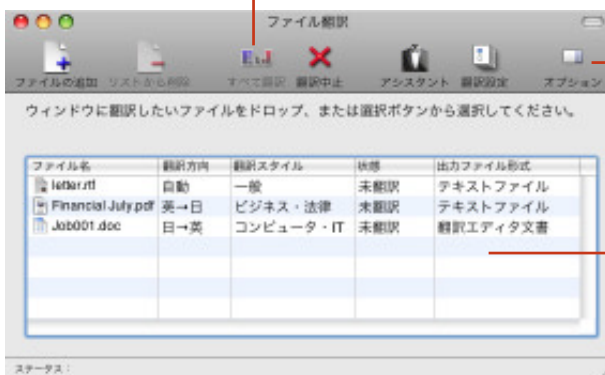 ファイル翻訳
ファイルの追加 リストから削除 すべて翻訳 翻訳中止 アシスタント 翻訳設定 オプション
ウィンドウに翻訳したいファイルをドロップ、または選択ボタンから選択してください。
ファイル名 翻訳方向 翻訳スタイル 状態 出力ファイル形式
letter.rtf 自動 一般 未翻訳 テキストファイル
Financial July.pdf 英→日 ビジネス・法律 未翻訳 テキストファイル
Job001.doc 日→英 コンピュータ・IT 未翻訳 翻訳エディタ文書
ステータス: